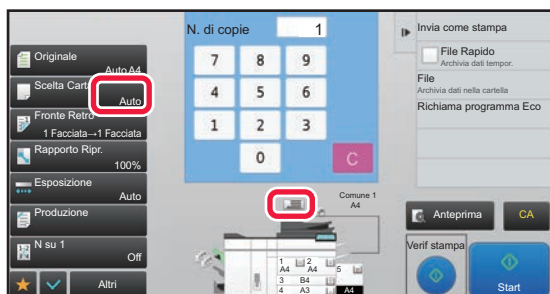 Originale
Auto A4
Scelta Carta
Auto
Fronte Retro
1 Facciata→1 Facciata
Rapporto Ripr.
100%
Esposizione
Auto
Produzione
N su 1
Off
Altri
N. di copie
1
7 8 9
4 5 6
1 2 3
0
C
Comune 1
A4
1 2
A4 A4
5
3 B4
4 A3
A4
Invia come stampa
File Rapido
Archivia dati tempor.
File
Archivia dati nella cartella
Richiama programma Eco
Anteprima
CA
Verif stampa
Start